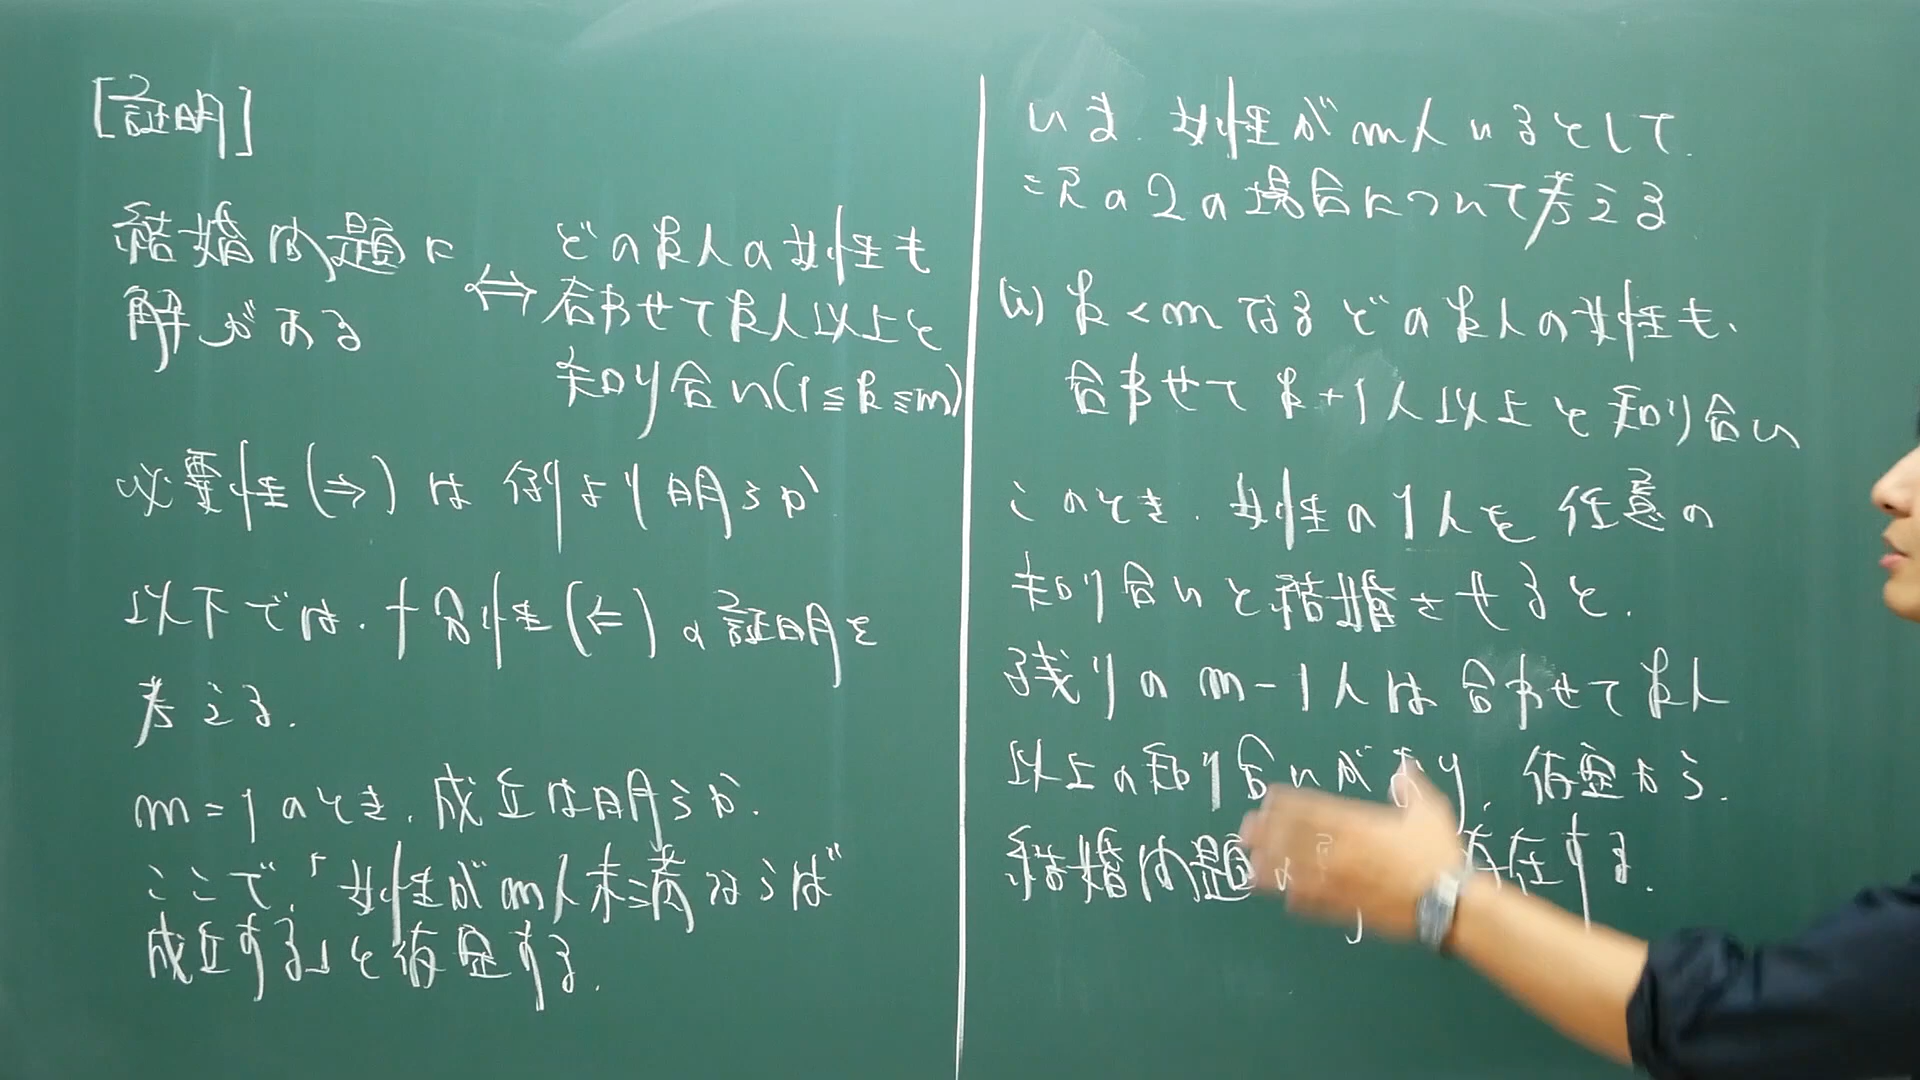 [証明]
結婚問題に
解がある
⇔
どのk人の女性も
合わせてk人以上と
知り合い(1≦k≦m)
必要性(⇒)は例より明らか
以下では、十分性(⇐)の証明を
考える.
m=1のとき、成立は明らか.
ここで、「女性がm人未満ならば
成立する」と仮定する.
いま、女性がm人いるとして
次の2の場合について考える
(i) k<mなるどのk人の女性も、
合わせてk+1人以上と知り合い
このとき、女性の1人を任意の
知り合いと結婚させると、
残りのm-1人は合わせてk人
以上の知り合いがあり、仮定から、
結婚問題の 存在する.